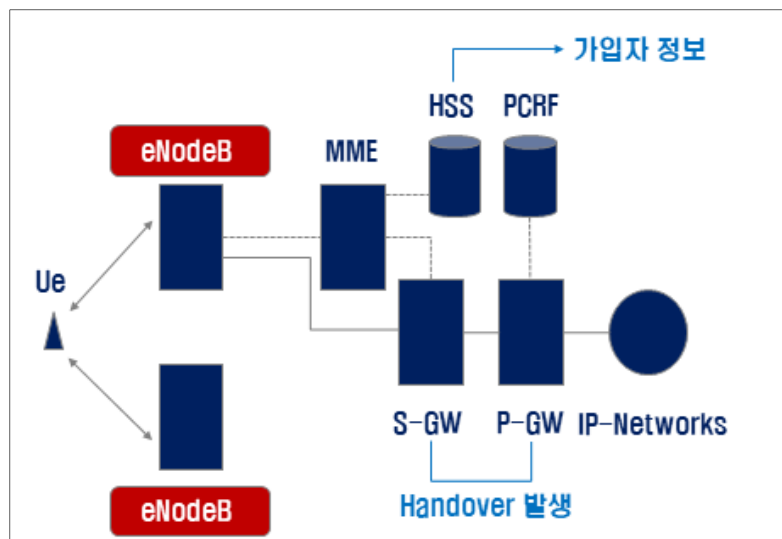 가입자 정보
HSS
PCRF
eNodeB
MME
Ue
S-GW
P-GW
IP-Networks
Handover 발생
eNodeB